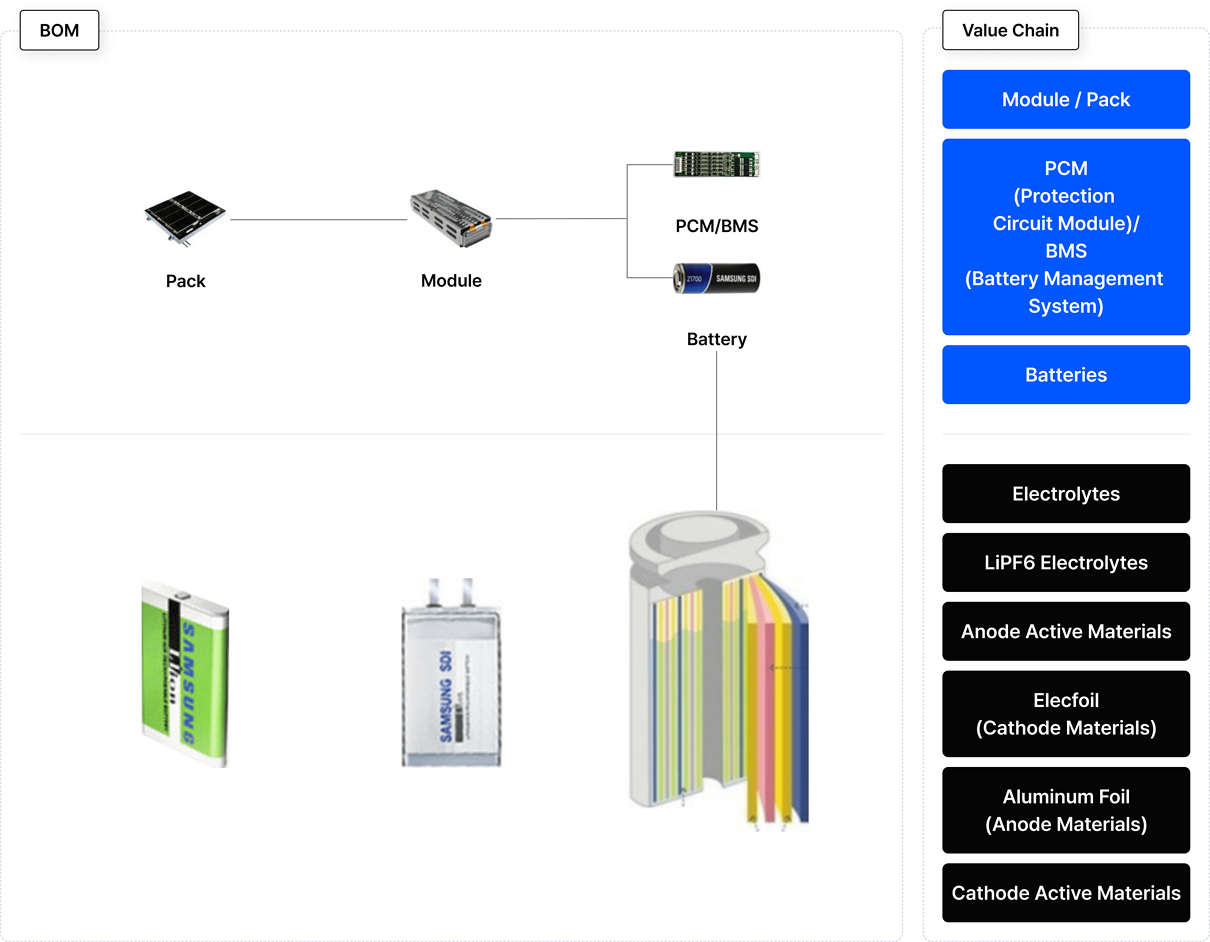 BOM
Pack
Module
PCM/BMS
21700
SAMSUNG SDI
Battery
SAMSUNG
SAMSUNG SDI
Value Chain
Module / Pack
PCM
(Protection
Circuit Module)/
BMS
(Battery Management
System)
Batteries
Electrolytes
LiPF6 Electrolytes
Anode Active Materials
Elecfoil
(Cathode Materials)
Aluminum Foil
(Anode Materials)
Cathode Active Materials